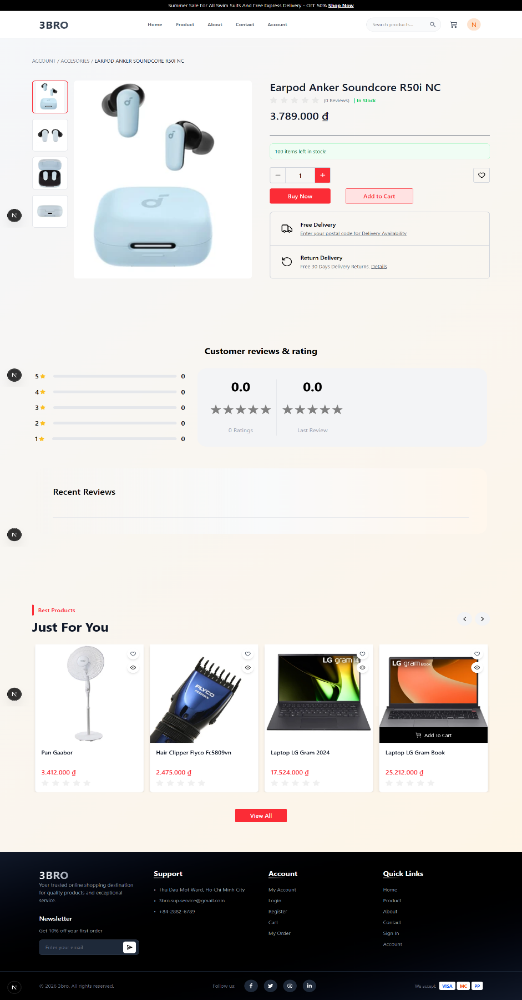 Summer Sale For All Swim Suits And Free Express Delivery - OFF 50% Shop Now
3BRO
Home
Product
About
Contact
Account
Search products...
N
ACCOUNT / ACCESORIES / EARPOD ANKER SOUNDCORE R50I NC
Earpod Anker Soundcore R50i NC
(0 Reviews) | In Stock
3.789.000 ₫
100 items left in stock!
1
Buy Now
Add to Cart
Free Delivery
Enter your postal code for Delivery Availability
Return Delivery
Free 30 Days Delivery Returns. Details
N
Customer reviews & rating
N
5 0
4 0
3 0
2 0
1 0
0.0
0 Ratings
0.0
Last Review
Recent Reviews
N
Best Products
Just For You
FLYCO
FC5809VN
LG gram 14
LG gram Book
Add To Cart
N
Pan Gaabor
3.412.000 ₫
Hair Clipper Flyco Fc5809vn
2.475.000 ₫
Laptop LG Gram 2024
17.524.000 ₫
Laptop LG Gram Book
25.212.000 ₫
View All
3BRO
Your trusted online shopping destination
for quality products and exceptional
service.
Newsletter
Get 10% off your first order
Enter your email
Support
Thu Dau Mot Ward, Ho Chi Minh City
3bro.sup.service@gmail.com
+84-2882-6789
Account
My Account
Login
Register
Cart
My Order
Quick Links
Home
Product
About
Contact
Sign In
Account
N
© 2026 3bro. All rights reserved.
Follow us:
We accept:
VISA
MC
PP